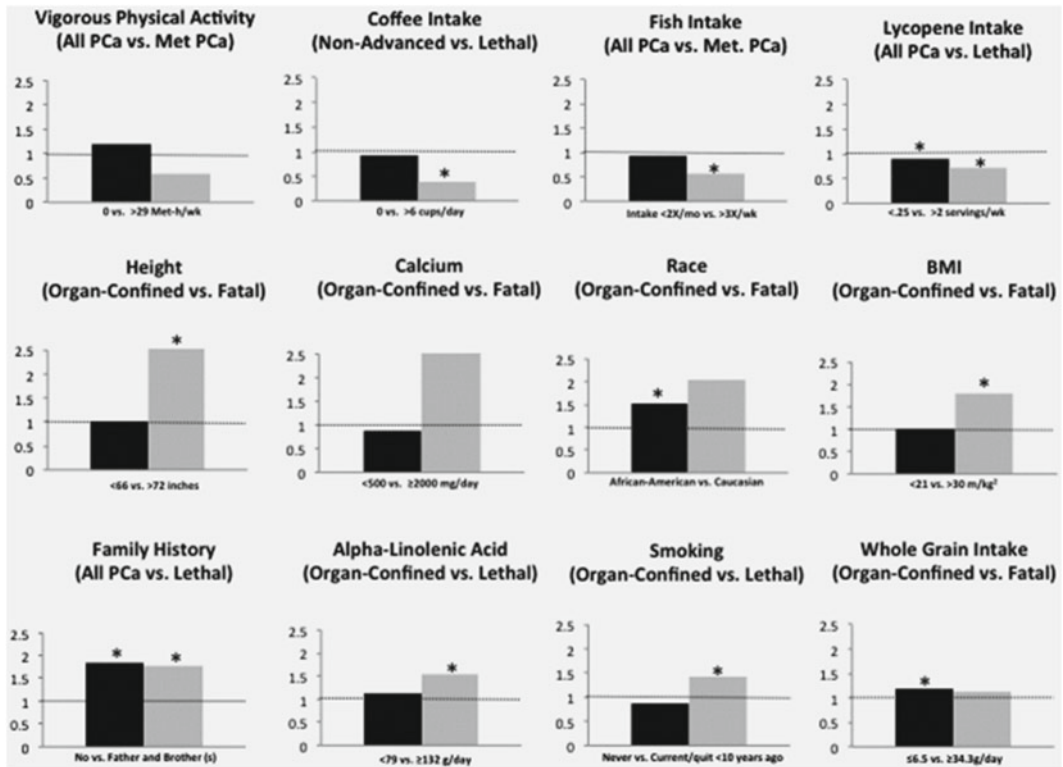 Vigorous Physical Activity
(All PCa vs. Met PCa)
2.5
2
1.5
1
0.5
0
0 vs. >29 Met-h/wk
Coffee Intake
(Non-Advanced vs. Lethal)
2.5
2
1.5
1
0.5
0
*
0 vs. >6 cups/day
Fish Intake
(All PCa vs. Met. PCa)
2.5
2
1.5
1
0.5
0
*
Intake <2X/mo vs. >3X/wk
Lycopene Intake
(All PCa vs. Lethal)
2.5
2
1.5
1
0.5
0
*
*
<.25 vs. >2 servings/wk
Height
(Organ-Confined vs. Fatal)
2.5
2
1.5
1
0.5
0
*
<66 vs. >72 inches
Calcium
(Organ-Confined vs. Fatal)
2.5
2
1.5
1
0.5
0
<500 vs. ≥2000 mg/day
Race
(Organ-Confined vs. Fatal)
2.5
2
1.5
1
0.5
0
*
African-American vs. Caucasian
BMI
(Organ-Confined vs. Fatal)
2.5
2
1.5
1
0.5
0
*
<21 vs. >30 m/kg²
Family History
(All PCa vs. Lethal)
2.5
2
1.5
1
0.5
0
*
*
No vs. Father and Brother (s)
Alpha-Linolenic Acid
(Organ-Confined vs. Lethal)
2.5
2
1.5
1
0.5
0
*
<79 vs. ≥132 g/day
Smoking
(Organ-Confined vs. Lethal)
2.5
2
1.5
1
0.5
0
*
Never vs. Current/quit <10 years ago
Whole Grain Intake
(Organ-Confined vs. Fatal)
2.5
2
1.5
1
0.5
0
*
≤6.5 vs. ≥34.3g/day